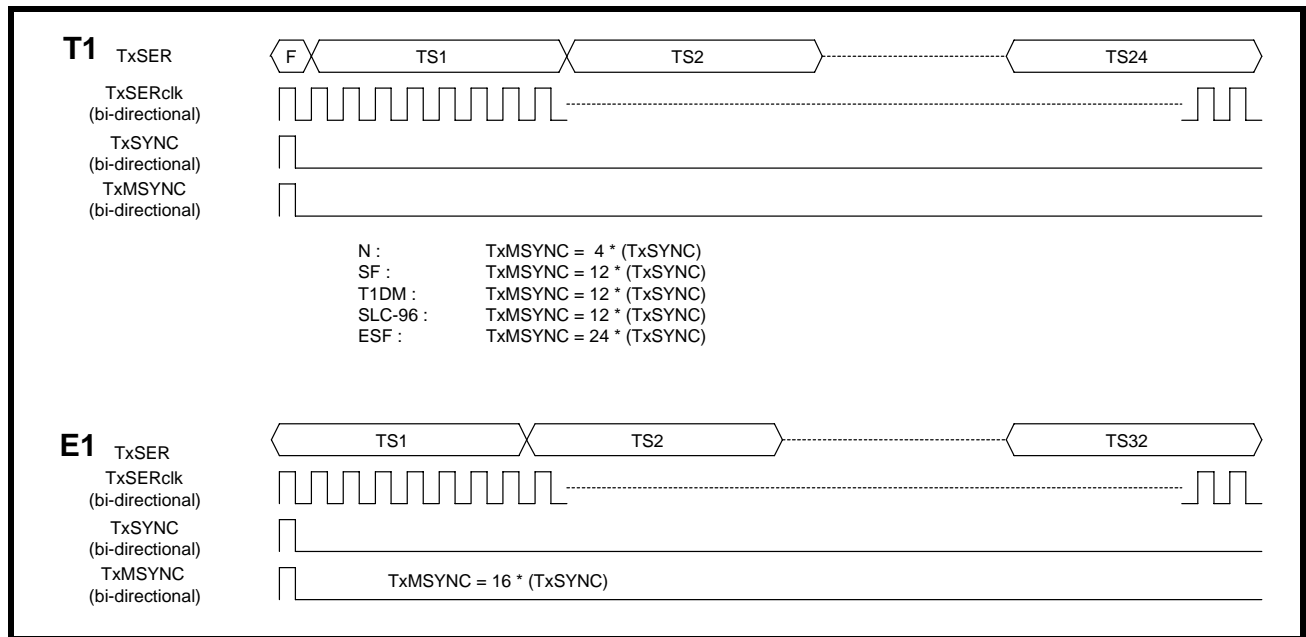 T1 TxSER F TS1 TS2 TS24
TxSERclk
(bi-directional)
TxSYNC
(bi-directional)
TxMSYNC
(bi-directional)
N : TxMSYNC = 4 * (TxSYNC)
SF : TxMSYNC = 12 * (TxSYNC)
T1DM : TxMSYNC = 12 * (TxSYNC)
SLC-96 : TxMSYNC = 12 * (TxSYNC)
ESF : TxMSYNC = 24 * (TxSYNC)
E1 TxSER TS1 TS2 TS32
TxSERclk
(bi-directional)
TxSYNC
(bi-directional)
TxMSYNC TxMSYNC = 16 * (TxSYNC)
(bi-directional)